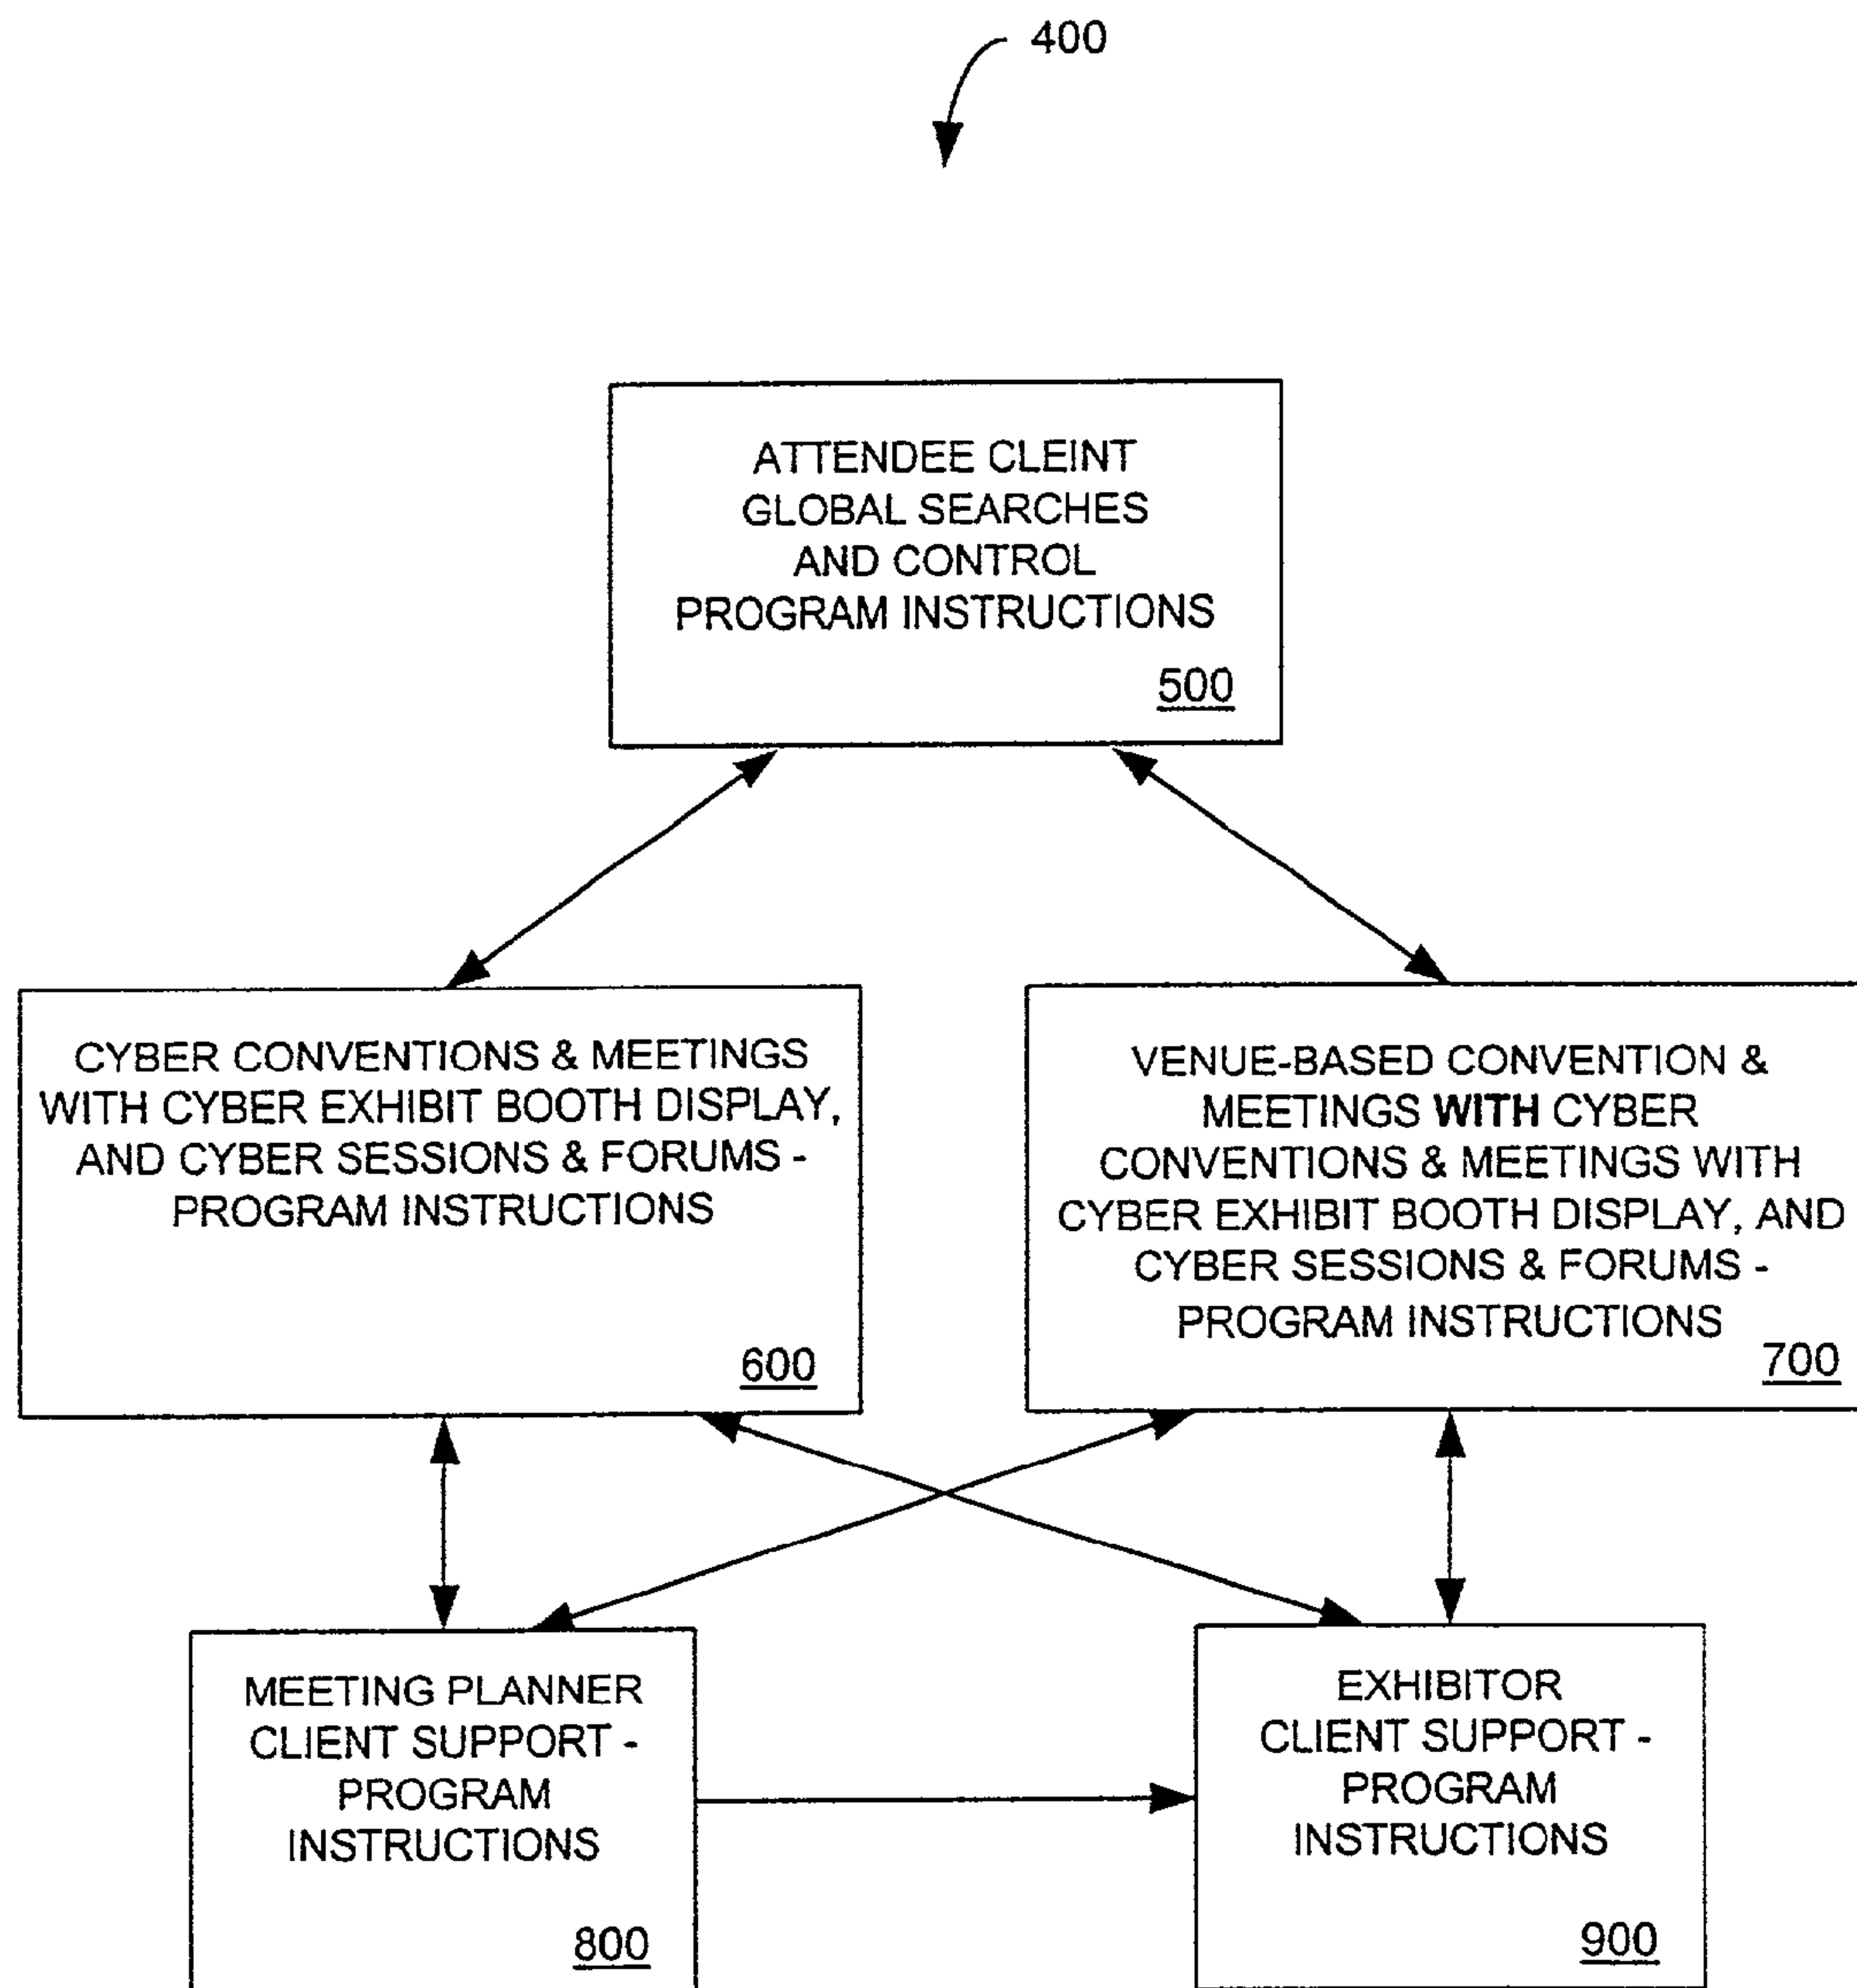 400
ATTENDEE CLEINT
GLOBAL SEARCHES
AND CONTROL
PROGRAM INSTRUCTIONS
500
CYBER CONVENTIONS & MEETINGS
WITH CYBER EXHIBIT BOOTH DISPLAY,
AND CYBER SESSIONS & FORUMS -
PROGRAM INSTRUCTIONS
600
VENUE-BASED CONVENTION &
MEETINGS WITH CYBER
CONVENTIONS & MEETINGS WITH
CYBER EXHIBIT BOOTH DISPLAY, AND
CYBER SESSIONS & FORUMS -
PROGRAM INSTRUCTIONS
700
MEETING PLANNER
CLIENT SUPPORT -
PROGRAM
INSTRUCTIONS
800
EXHIBITOR
CLIENT SUPPORT -
PROGRAM
INSTRUCTIONS
900